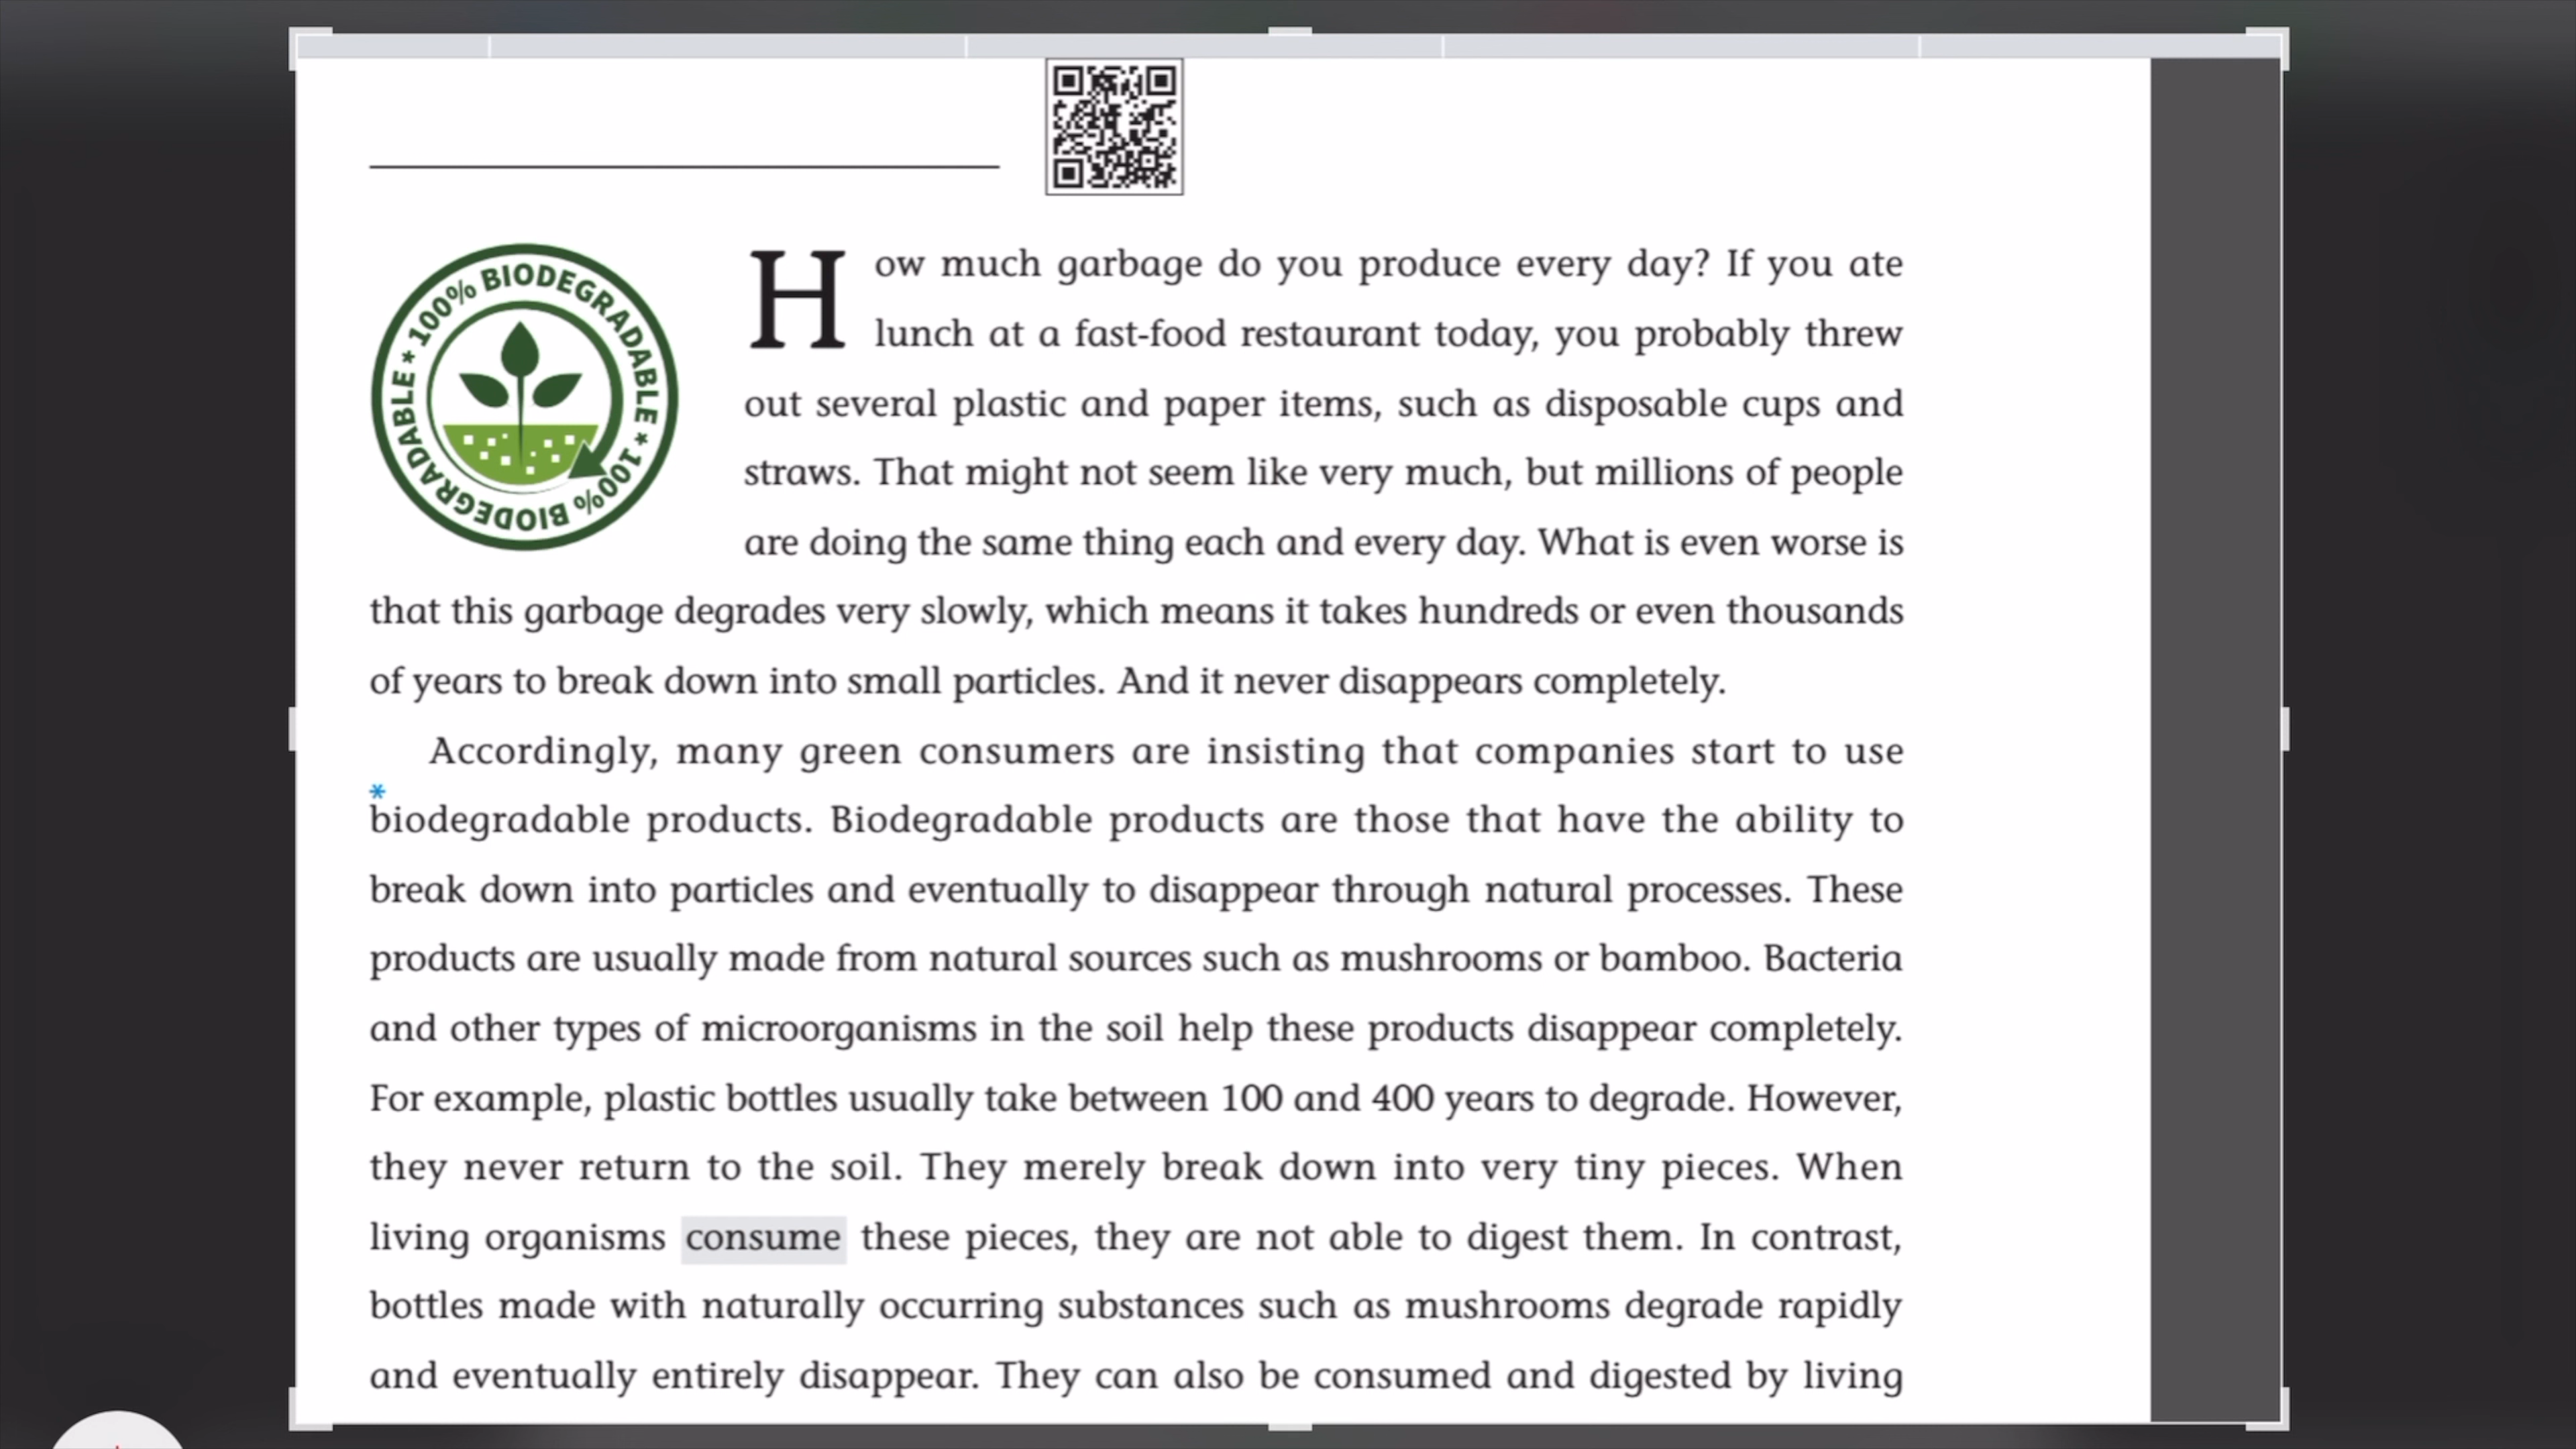 100% BIODEGRADABLE * 100% BIODEGRADABLE *
How much garbage do you produce every day? If you ate
lunch at a fast-food restaurant today, you probably threw
out several plastic and paper items, such as disposable cups and
straws. That might not seem like very much, but millions of people
are doing the same thing each and every day. What is even worse is
that this garbage degrades very slowly, which means it takes hundreds or even thousands
of years to break down into small particles. And it never disappears completely.
Accordingly, many green consumers are insisting that companies start to use
*
biodegradable products. Biodegradable products are those that have the ability to
break down into particles and eventually to disappear through natural processes. These
products are usually made from natural sources such as mushrooms or bamboo. Bacteria
and other types of microorganisms in the soil help these products disappear completely.
For example, plastic bottles usually take between 100 and 400 years to degrade. However,
they never return to the soil. They merely break down into very tiny pieces. When
living organisms consume these pieces, they are not able to digest them. In contrast,
bottles made with naturally occurring substances such as mushrooms degrade rapidly
and eventually entirely disappear. They can also be consumed and digested by living